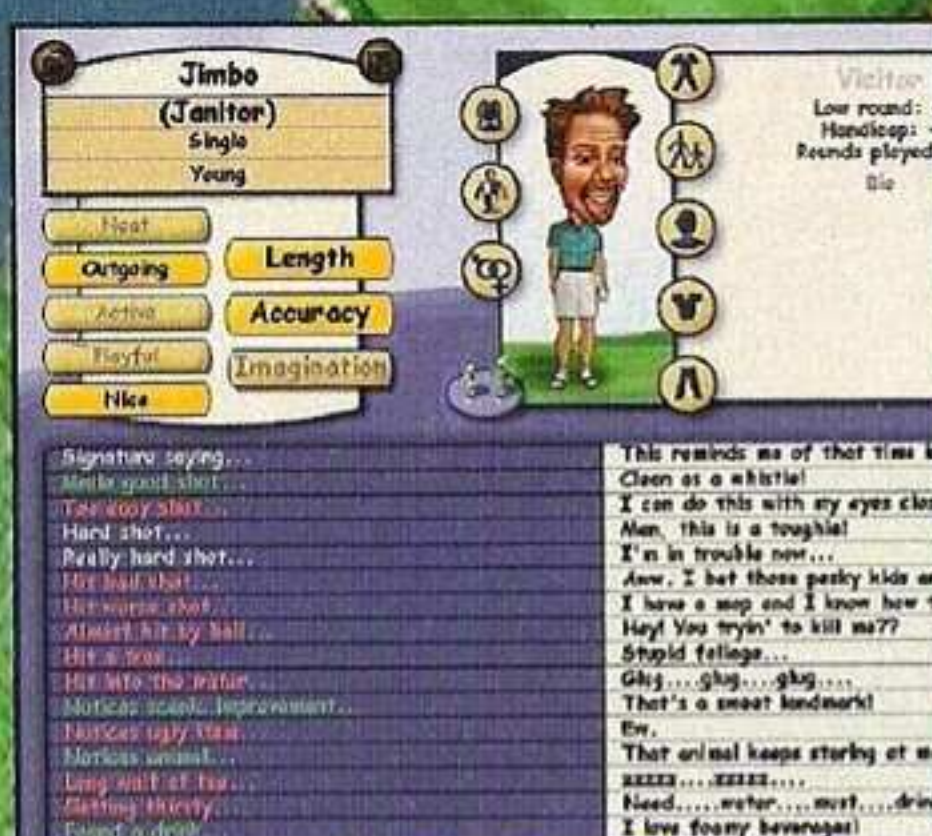 Jimbo
(Janitor)
Single
Young
Neat
Outgoing
Active
Playful
Nice
Length
Accuracy
Imagination
Visitor
Low round:
Handicap:
Rounds played
Bio
Signature saying... This reminds me of that time
Made good shot... Clean as a whistle!
Too easy shot... I can do this with my eyes clos
Hard shot... Man, this is a toughie!
Really hard shot... I'm in trouble now...
Hit bad shot... Aww. I bet those pesky kids
Hit worse shot... I have a mop and I know how
Almost hit by ball... Hey! You tryin' to kill me??
Hit a tree... Stupid foliage...
Hit into the water... Glug....glug....glug....
Notices scenic improvement.. That's a sweet landmark!
Notices ugly Ew.
Notices animal... That animal keeps staring at
Long wait at tee... zzzzz....zzzzz....
Getting thirsty... Need.....water....must....drin
Found a drink... I love foamy beverages!